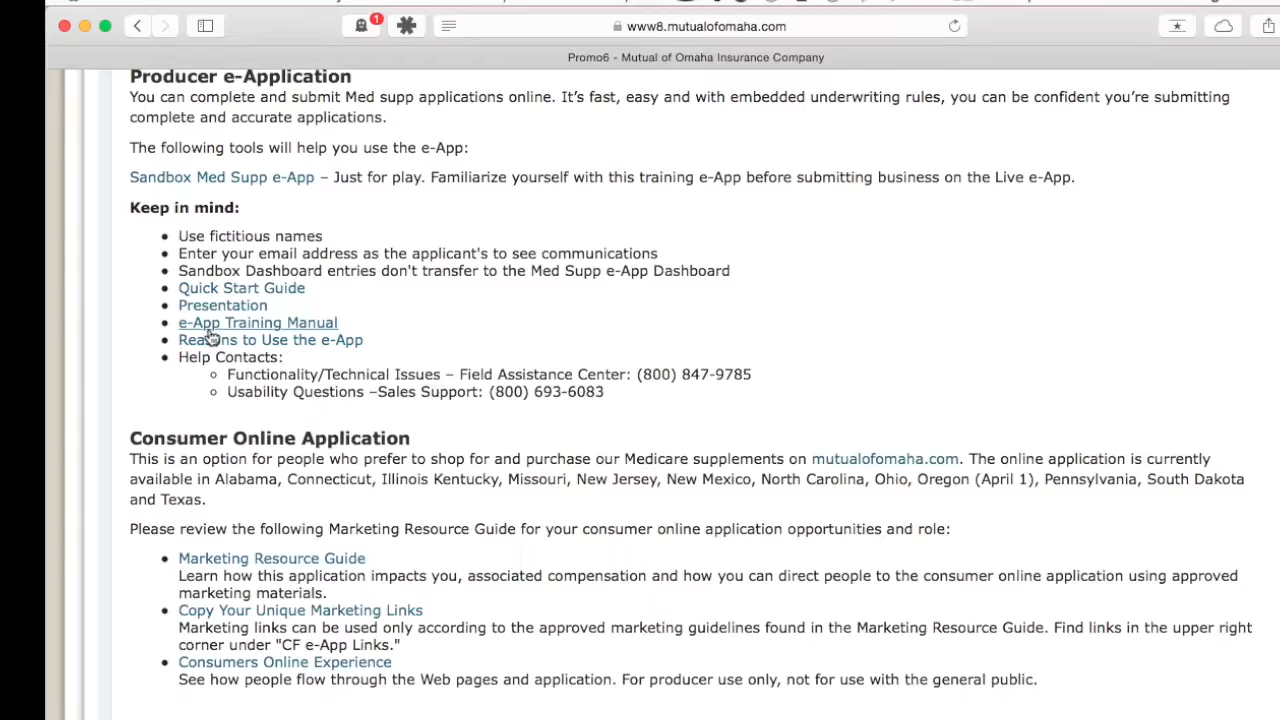 1
www8.mutualofomaha.com
Promo6 - Mutual of Omaha Insurance Company
Producer e-Application
You can complete and submit Med supp applications online. It's fast, easy and with embedded underwriting rules, you can be confident you're submitting
complete and accurate applications.
The following tools will help you use the e-App:
Sandbox Med Supp e-App – Just for play. Familiarize yourself with this training e-App before submitting business on the Live e-App.
Keep in mind:
• Use fictitious names
• Enter your email address as the applicant's to see communications
• Sandbox Dashboard entries don't transfer to the Med Supp e-App Dashboard
• Quick Start Guide
• Presentation
• e-App Training Manual
• Reasons to Use the e-App
• Help Contacts:
◦ Functionality/Technical Issues – Field Assistance Center: (800) 847-9785
◦ Usability Questions –Sales Support: (800) 693-6083
Consumer Online Application
This is an option for people who prefer to shop for and purchase our Medicare supplements on mutualofomaha.com. The online application is currently
available in Alabama, Connecticut, Illinois Kentucky, Missouri, New Jersey, New Mexico, North Carolina, Ohio, Oregon (April 1), Pennsylvania, South Dakota
and Texas.
Please review the following Marketing Resource Guide for your consumer online application opportunities and role:
• Marketing Resource Guide
Learn how this application impacts you, associated compensation and how you can direct people to the consumer online application using approved
marketing materials.
• Copy Your Unique Marketing Links
Marketing links can be used only according to the approved marketing guidelines found in the Marketing Resource Guide. Find links in the upper right
corner under "CF e-App Links."
• Consumers Online Experience
See how people flow through the Web pages and application. For producer use only, not for use with the general public.